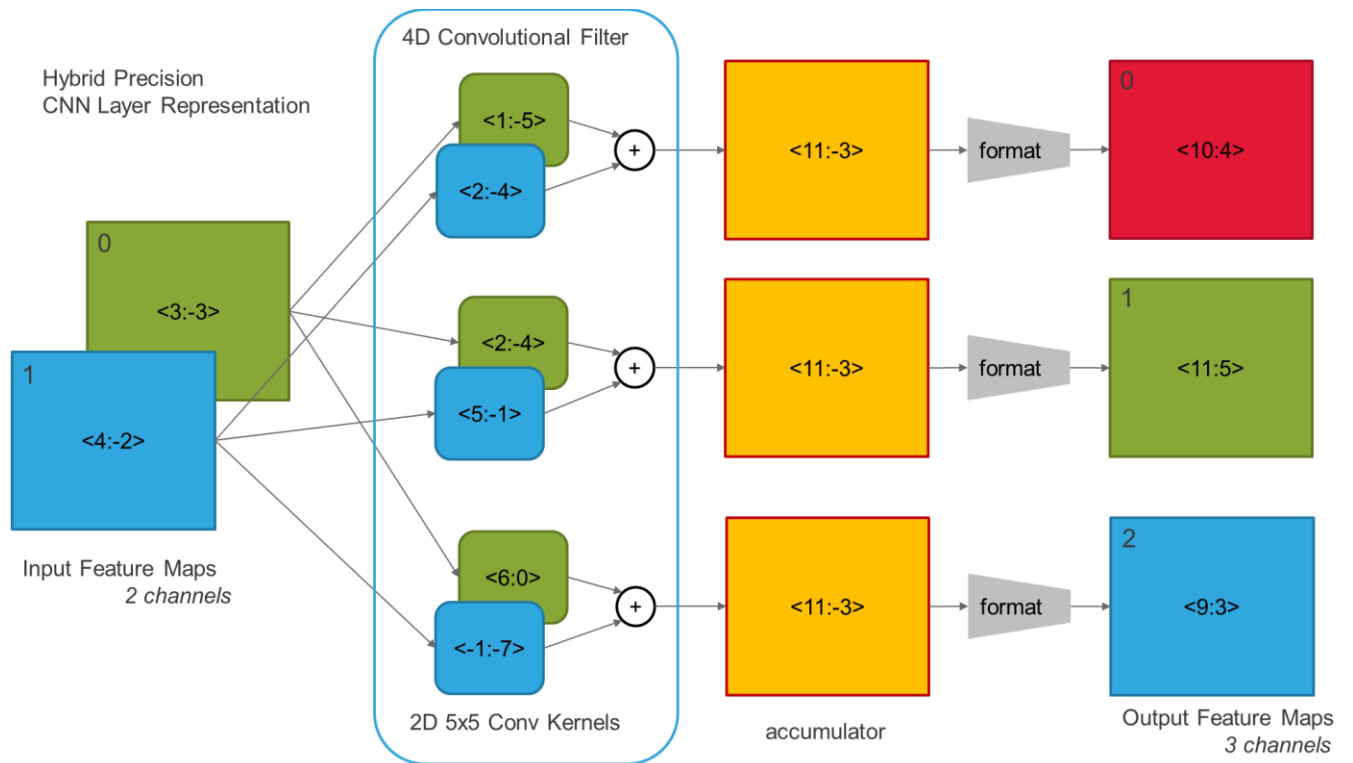 4D Convolutional Filter
Hybrid Precision
CNN Layer Representation
0
<3:-3>
1
<4:-2>
Input Feature Maps
2 channels
<1:-5>
<2:-4>
+
<2:-4>
<5:-1>
+
<6:0>
<-1:-7>
+
2D 5x5 Conv Kernels
<11:-3>
<11:-3>
<11:-3>
accumulator
format
format
format
0
<10:4>
1
<11:5>
2
<9:3>
Output Feature Maps
3 channels